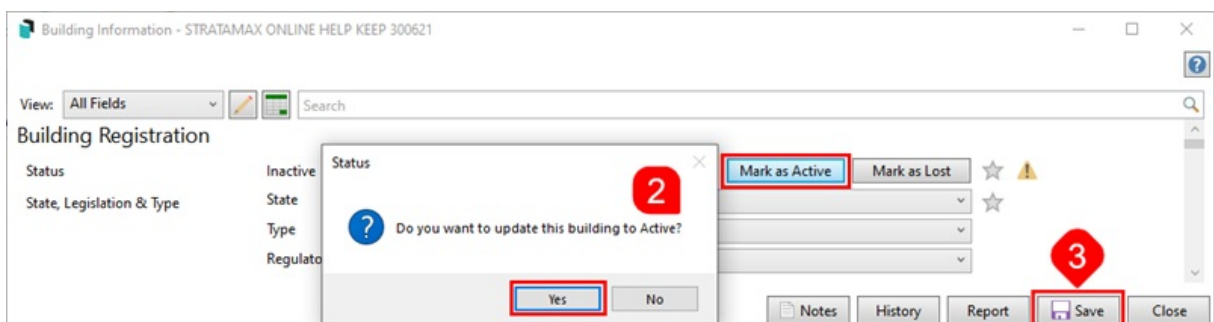 Building Information - STRATAMAX ONLINE HELP KEEP 300621
View: All Fields Search
Building Registration
Status Inactive Mark as Active Mark as Lost
State, Legislation & Type State
Type
Regulato
Status
2
Do you want to update this building to Active?
Yes No
3
Notes History Report Save Close